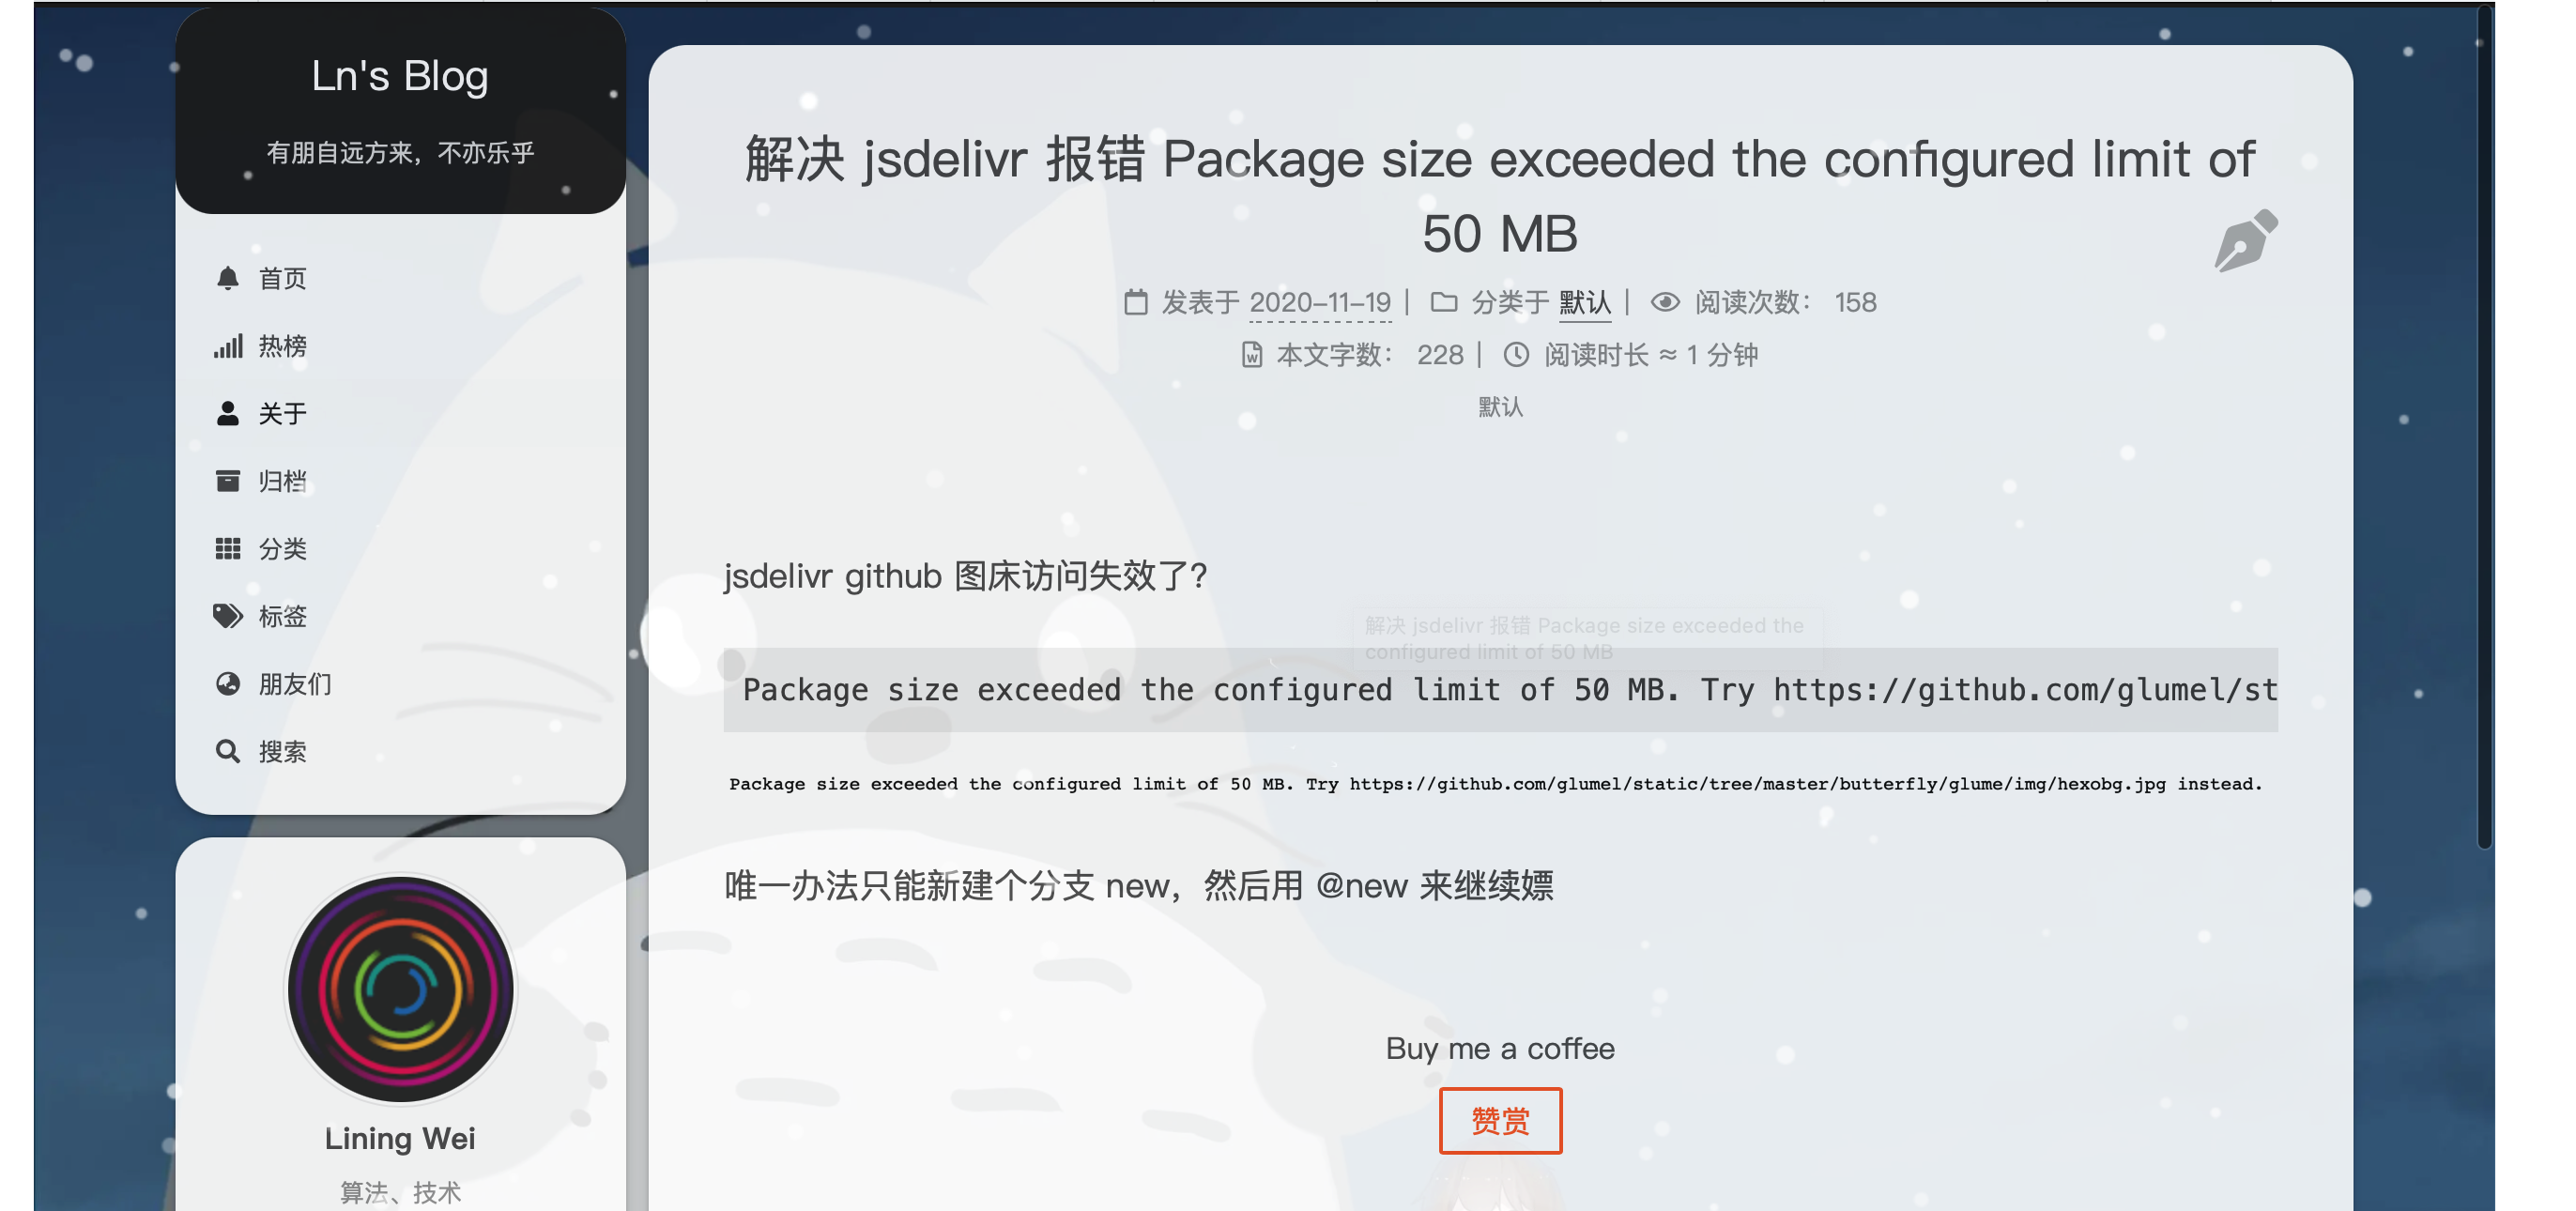 Ln's Blog
有朋自远方来，不亦乐乎
首页
热榜
关于
归档
分类
标签
朋友们
搜索
Lining Wei
算法、技术
解决 jsdelivr 报错 Package size exceeded the configured limit of
50 MB
发表于 2020-11-19 | 分类于 默认 | 阅读次数： 158
本文字数： 228 | 阅读时长 ≈ 1 分钟
默认
jsdelivr github 图床访问失效了？
解决 jsdelivr 报错 Package size exceeded the
configured limit of 50 MB
Package size exceeded the configured limit of 50 MB. Try https://github.com/glumel/st
Package size exceeded the configured limit of 50 MB. Try https://github.com/glumel/static/tree/master/butterfly/glume/img/hexobg.jpg instead.
唯一办法只能新建个分支 new，然后用 @new 来继续嫖
Buy me a coffee
赞赏